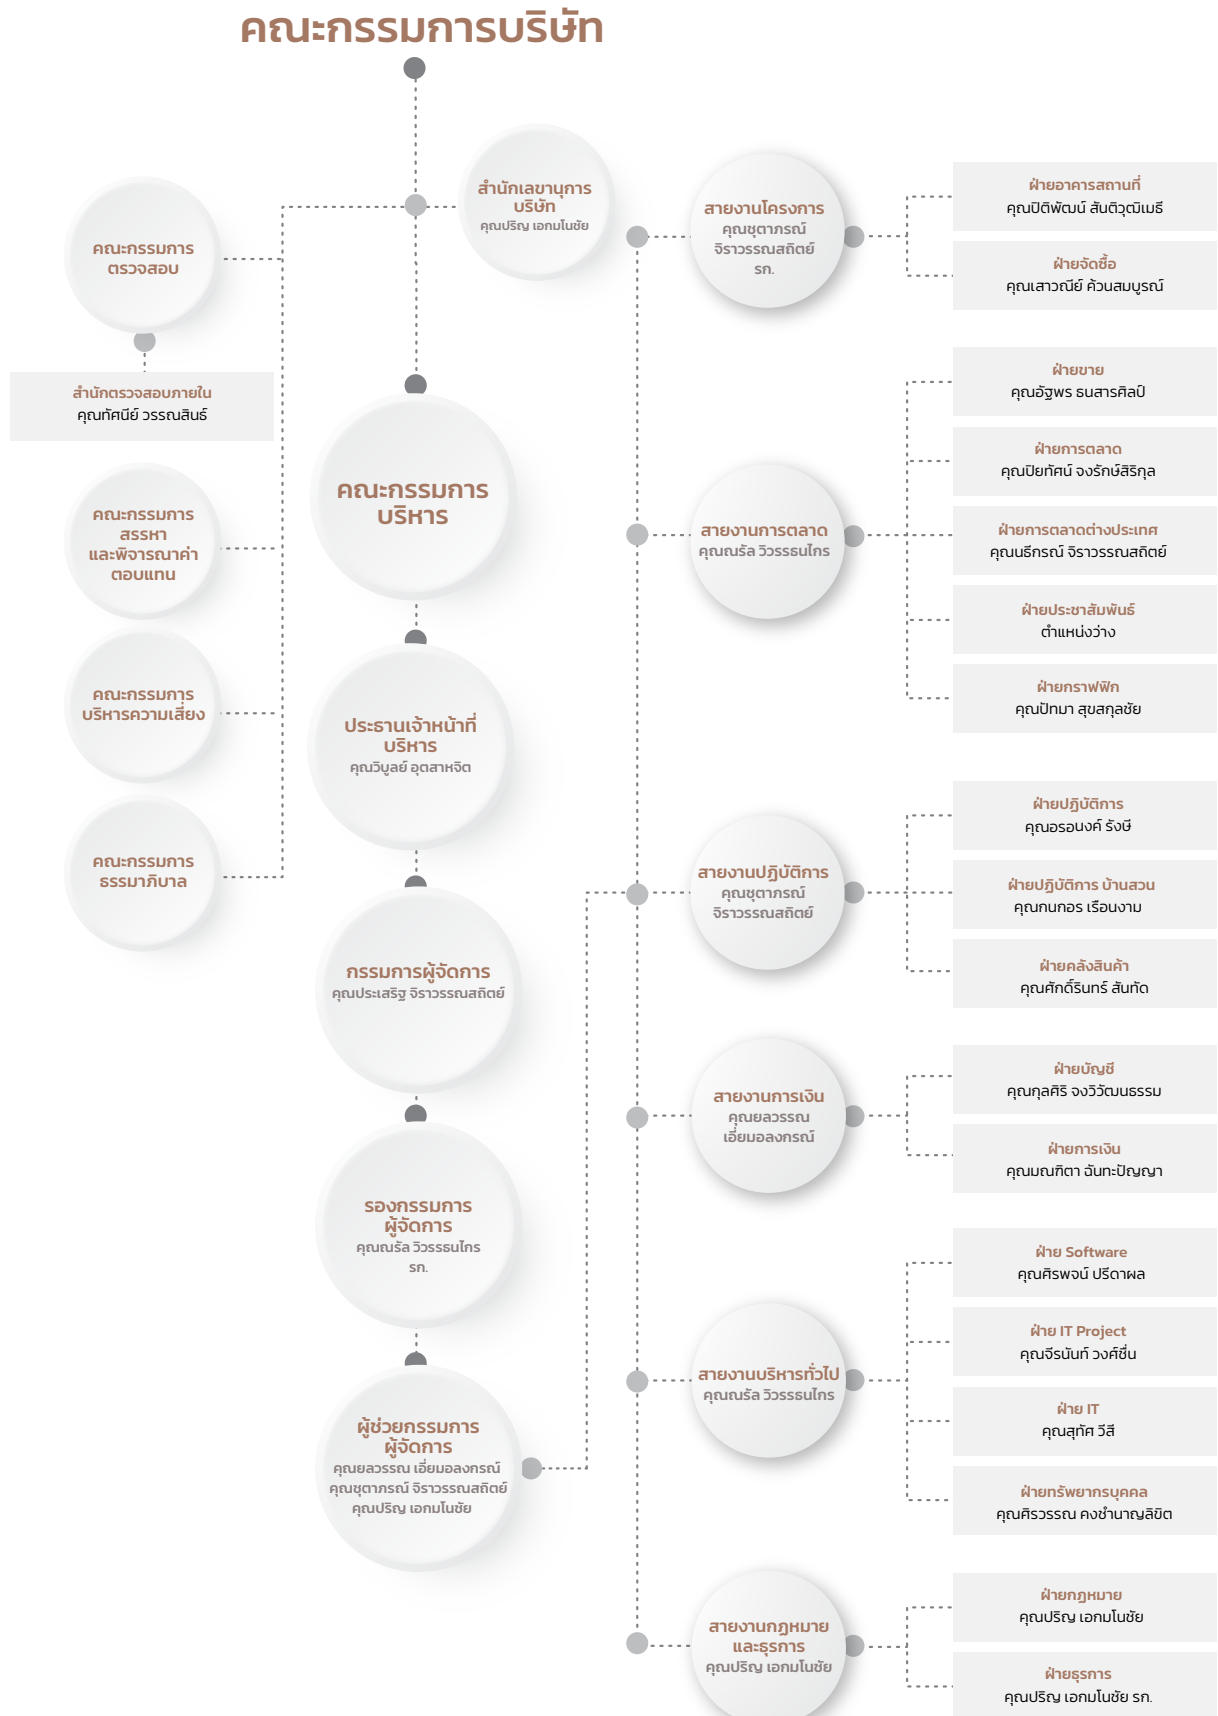 คณะกรรมการบริษัท
สำนักเลขานุการ
บริษัท
คุณปริญ เอกมโนชัย
คณะกรรมการ
ตรวจสอบ
สำนักตรวจสอบภายใน
คุณทัศนีย์ วรรณสินธ์
คณะกรรมการ
สรรหา
และพิจารณาค่า
ตอบแทน
คณะกรรมการ
บริหารความเสี่ยง
คณะกรรมการ
ธรรมาภิบาล
คณะกรรมการ
บริหาร
ประธานเจ้าหน้าที่
บริหาร
คุณวิบูลย์ อุตสาหจิต
กรรมการผู้จัดการ
คุณประเสริฐ จิราวรรณสถิตย์
รองกรรมการ
ผู้จัดการ
คุณณรัล วิวรรธนไกร
รก.
ผู้ช่วยกรรมการ
ผู้จัดการ
คุณยลวรรณ เอี่ยมอลงกรณ์
คุณชุตาภรณ์ จิราวรรณสถิตย์
คุณปริญ เอกมโนชัย
สายงานโครงการ
คุณชุตาภรณ์
จิราวรรณสถิตย์
รก.
ฝ่ายอาคารสถานที่
คุณปิติพัฒน์ สันติวุฒิเมธี
ฝ่ายจัดซื้อ
คุณเสาวณีย์ ค้วนสมบูรณ์
สายงานการตลาด
คุณณรัล วิวรรธนไกร
ฝ่ายขาย
คุณอัฐพร ธนสารศิลป์
ฝ่ายการตลาด
คุณปิยทัศน์ จงรักษ์สิริกุล
ฝ่ายการตลาดต่างประเทศ
คุณนธีกรณ์ จิราวรรณสถิตย์
ฝ่ายประชาสัมพันธ์
ตำแหน่งว่าง
ฝ่ายกราฟฟิก
คุณปัทมา สุขสกุลชัย
สายงานปฏิบัติการ
คุณชุตาภรณ์
จิราวรรณสถิตย์
ฝ่ายปฏิบัติการ
คุณอรอนงค์ รังษี
ฝ่ายปฏิบัติการ บ้านสวน
คุณกนกอร เรือนงาม
ฝ่ายคลังสินค้า
คุณศักดิ์รินทร์ สันทัด
สายงานการเงิน
คุณยลวรรณ
เอี่ยมอลงกรณ์
ฝ่ายบัญชี
คุณกุลศิริ จงวิวัฒนธรรม
ฝ่ายการเงิน
คุณมณฑิตา ฉันทะปัญญา
สายงานบริหารทั่วไป
คุณณรัล วิวรรธนไกร
ฝ่าย Software
คุณศิรพจน์ ปรีดาผล
ฝ่าย IT Project
คุณจีรนันท์ วงศ์ชื่น
ฝ่าย IT
คุณสุทัศ วีสี
ฝ่ายทรัพยากรบุคคล
คุณศิรวรรณ คงชำนาญลิขิต
สายงานกฎหมาย
และธุรการ
คุณปริญ เอกมโนชัย
ฝ่ายกฎหมาย
คุณปริญ เอกมโนชัย
ฝ่ายธุรการ
คุณปริญ เอกมโนชัย รก.